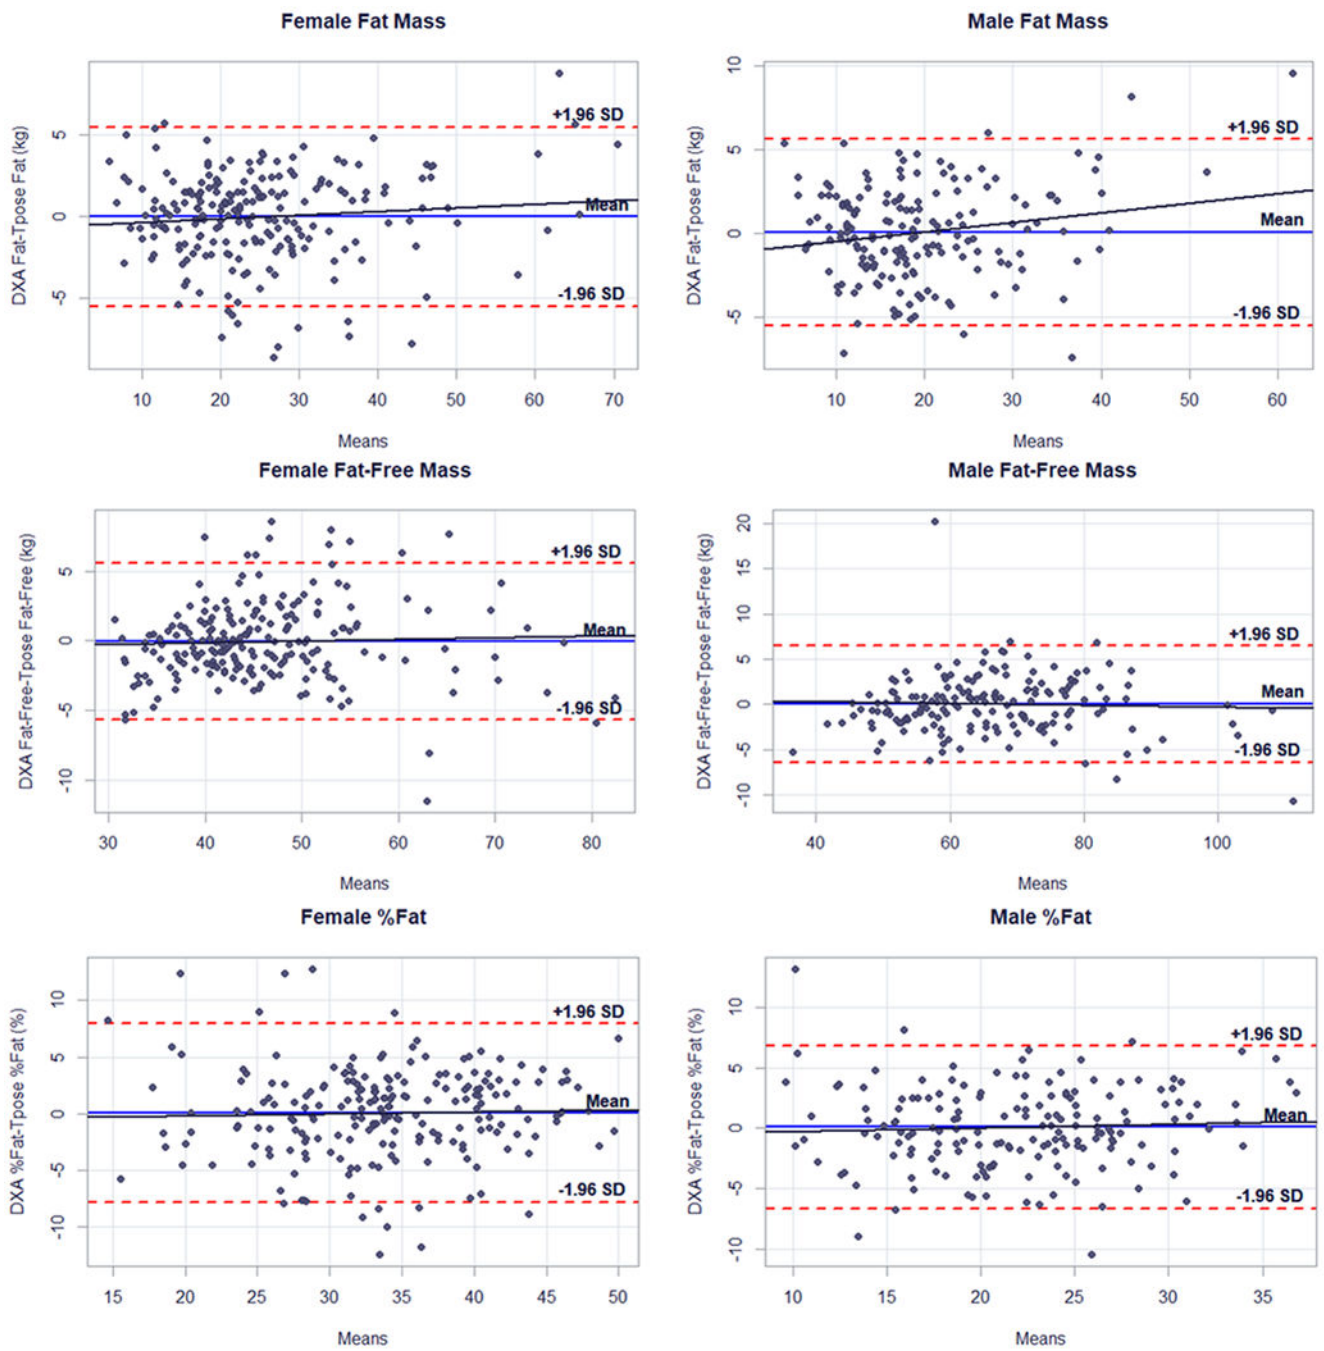 Female Fat Mass
DXA Fat-Tpose Fat (kg)
5
0
-5
+1.96 SD
Mean
-1.96 SD
10 20 30 40 50 60 70
Means
Male Fat Mass
DXA Fat-Tpose Fat (kg)
10
5
0
-5
+1.96 SD
Mean
-1.96 SD
10 20 30 40 50 60
Means
Female Fat-Free Mass
DXA Fat-Free-Tpose Fat-Free (kg)
5
0
-5
-10
+1.96 SD
Mean
-1.96 SD
30 40 50 60 70 80
Means
Male Fat-Free Mass
DXA Fat-Free-Tpose Fat-Free (kg)
20
15
10
5
0
-5
-10
+1.96 SD
Mean
-1.96 SD
40 60 80 100
Means
Female %Fat
DXA %Fat-Tpose %Fat (%)
10
5
0
-5
-10
+1.96 SD
Mean
-1.96 SD
15 20 25 30 35 40 45 50
Means
Male %Fat
DXA %Fat-Tpose %Fat (%)
10
5
0
-5
-10
+1.96 SD
Mean
-1.96 SD
10 15 20 25 30 35
Means